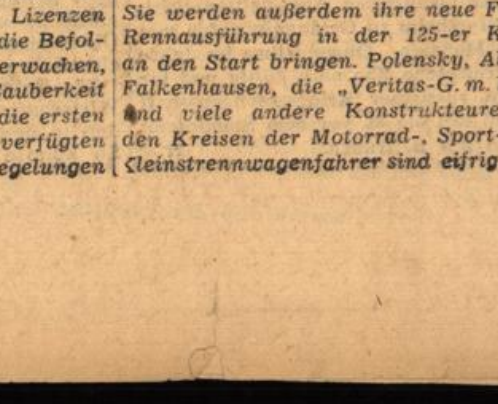 Lizenzen
die Befol-
erwachen,
auberkeit
die ersten
verfügten
egelungen
Sie werden außerdem ihre neue F
Rennausführung in der 125-er K
an den Start bringen. Polensky, A
Falkenhausen, die „Veritas-G.m.
und viele andere Konstrukteure
den Kreisen der Motorrad-, Sport-
Kleinstrennwagenfahrer sind eifrig